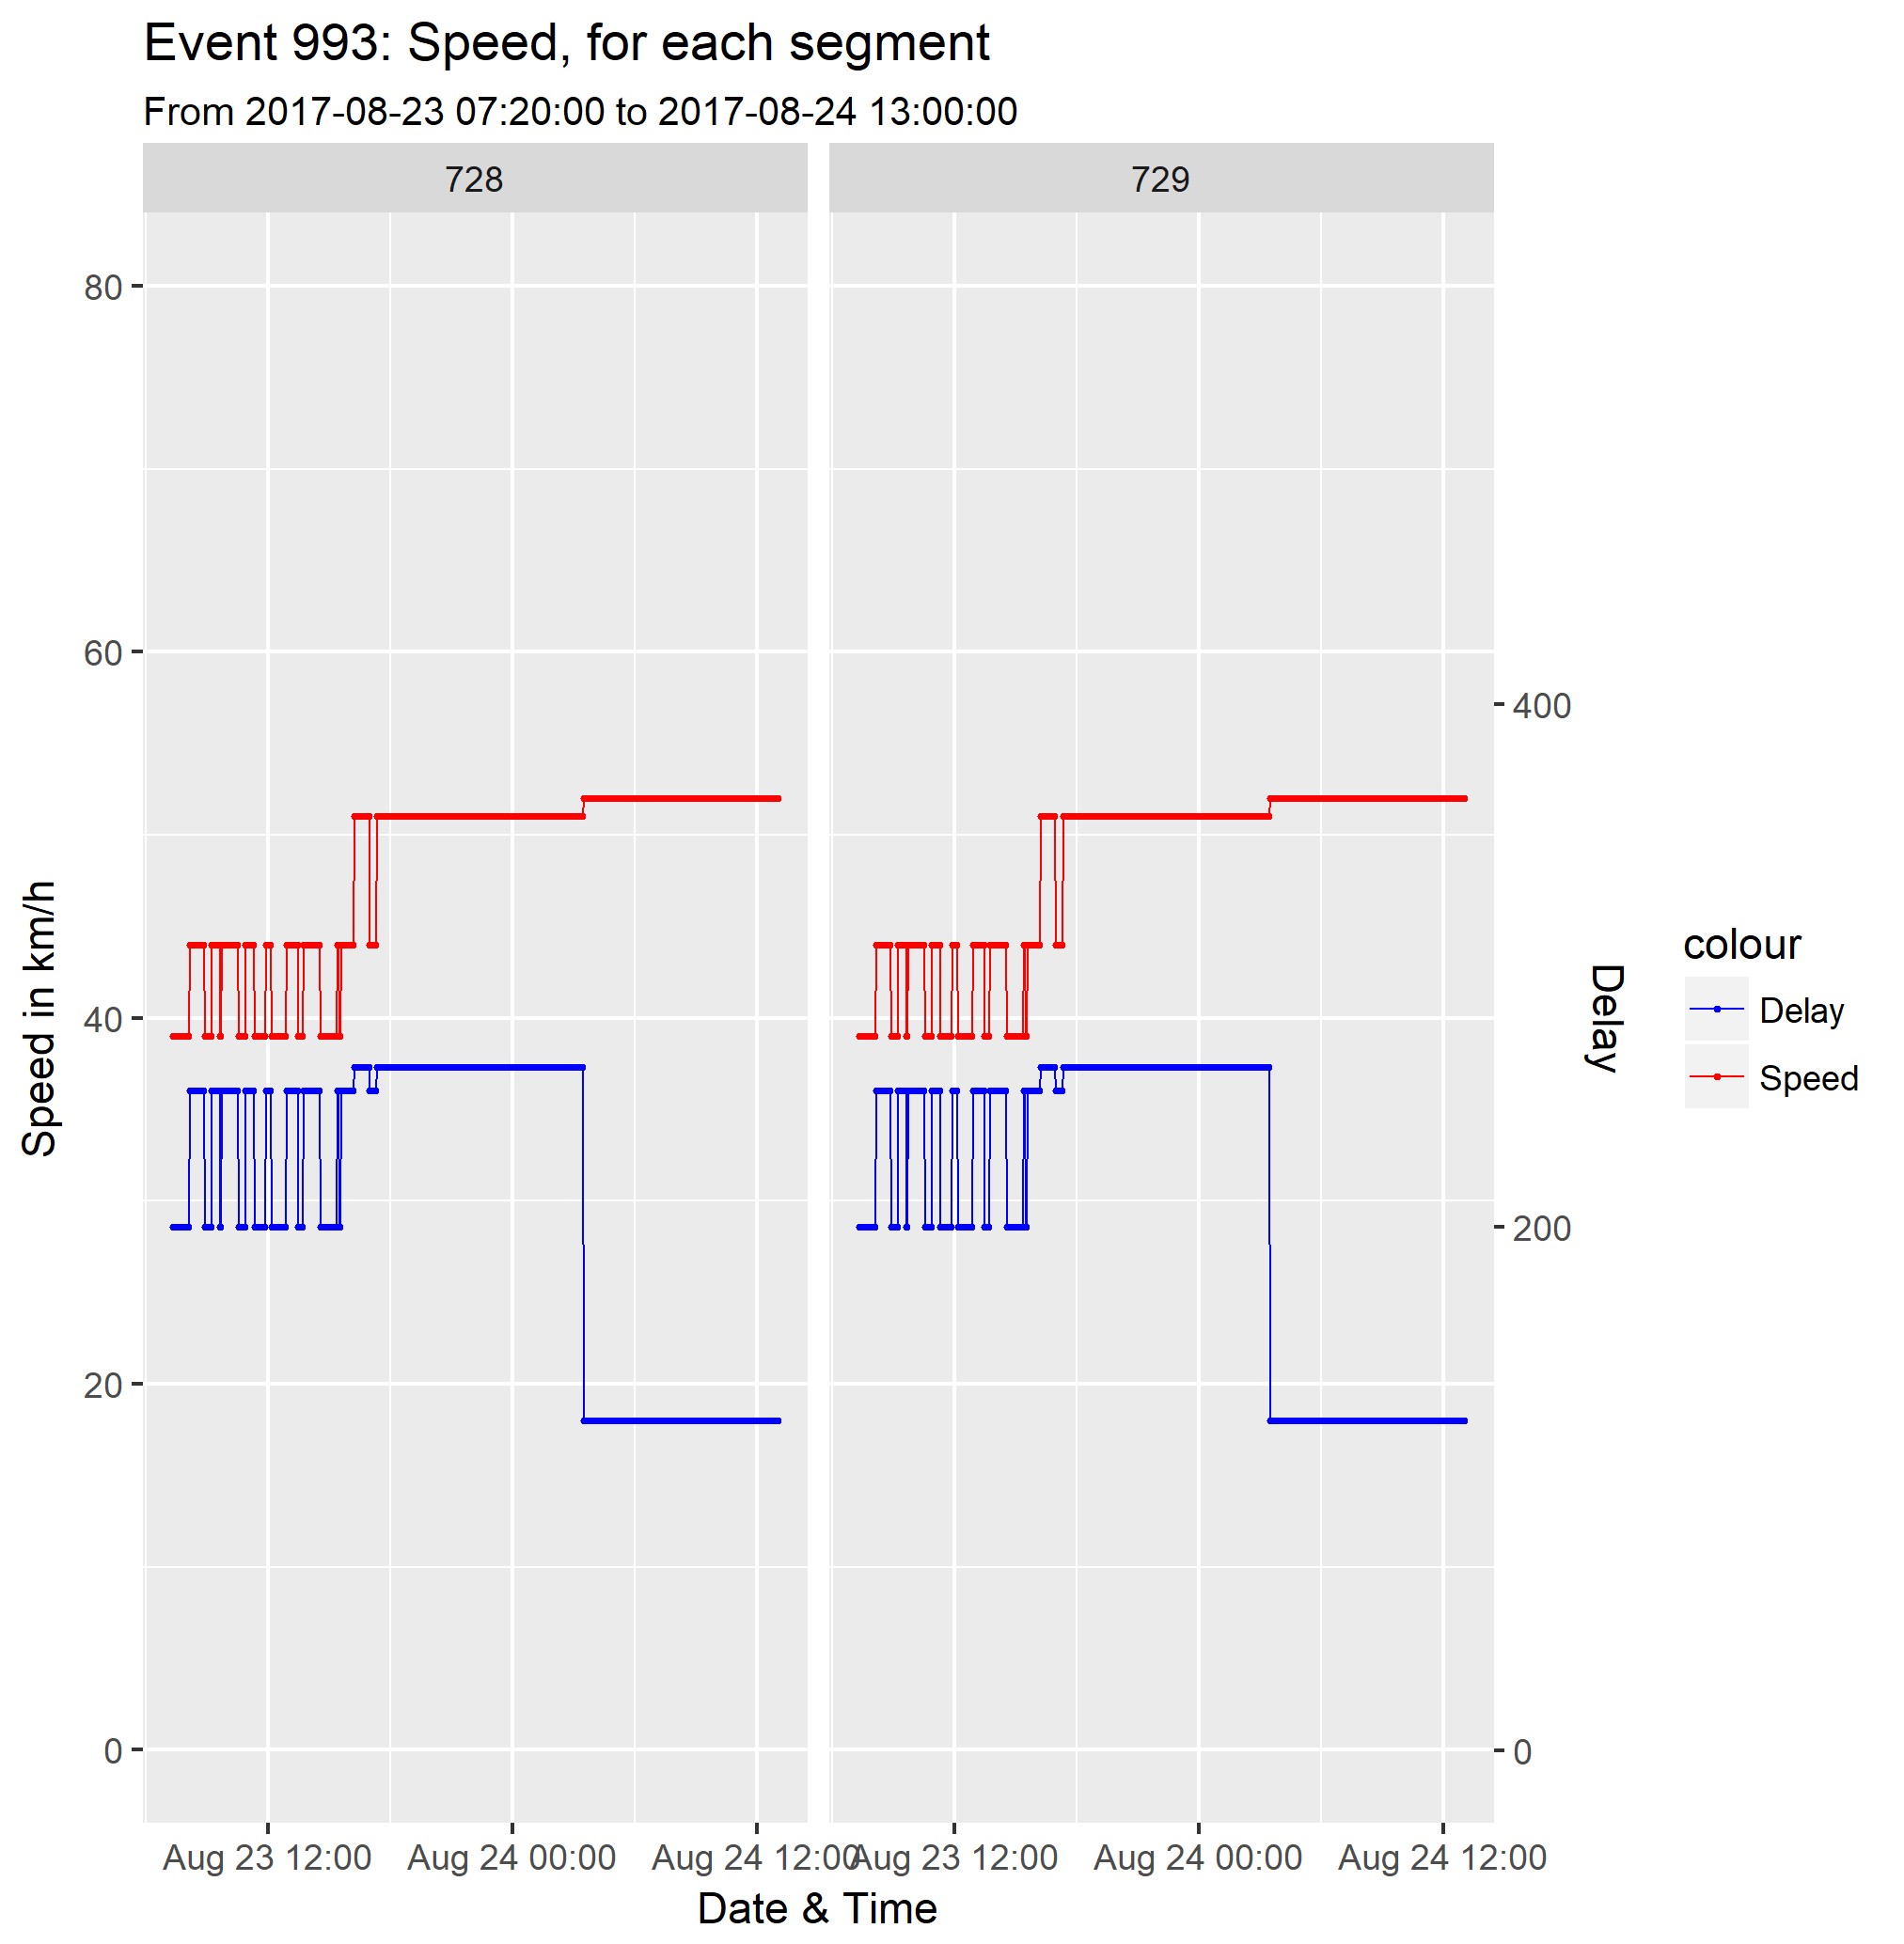 Event 993: Speed, for each segment
From 2017-08-23 07:20:00 to 2017-08-24 13:00:00
728
729
80
60
40
20
0
Speed in km/h
400
200
0
Delay
Aug 23 12:00
Aug 24 00:00
Aug 24 12:00
Aug 23 12:00
Aug 24 00:00
Aug 24 12:00
Date & Time
colour
Delay
Speed